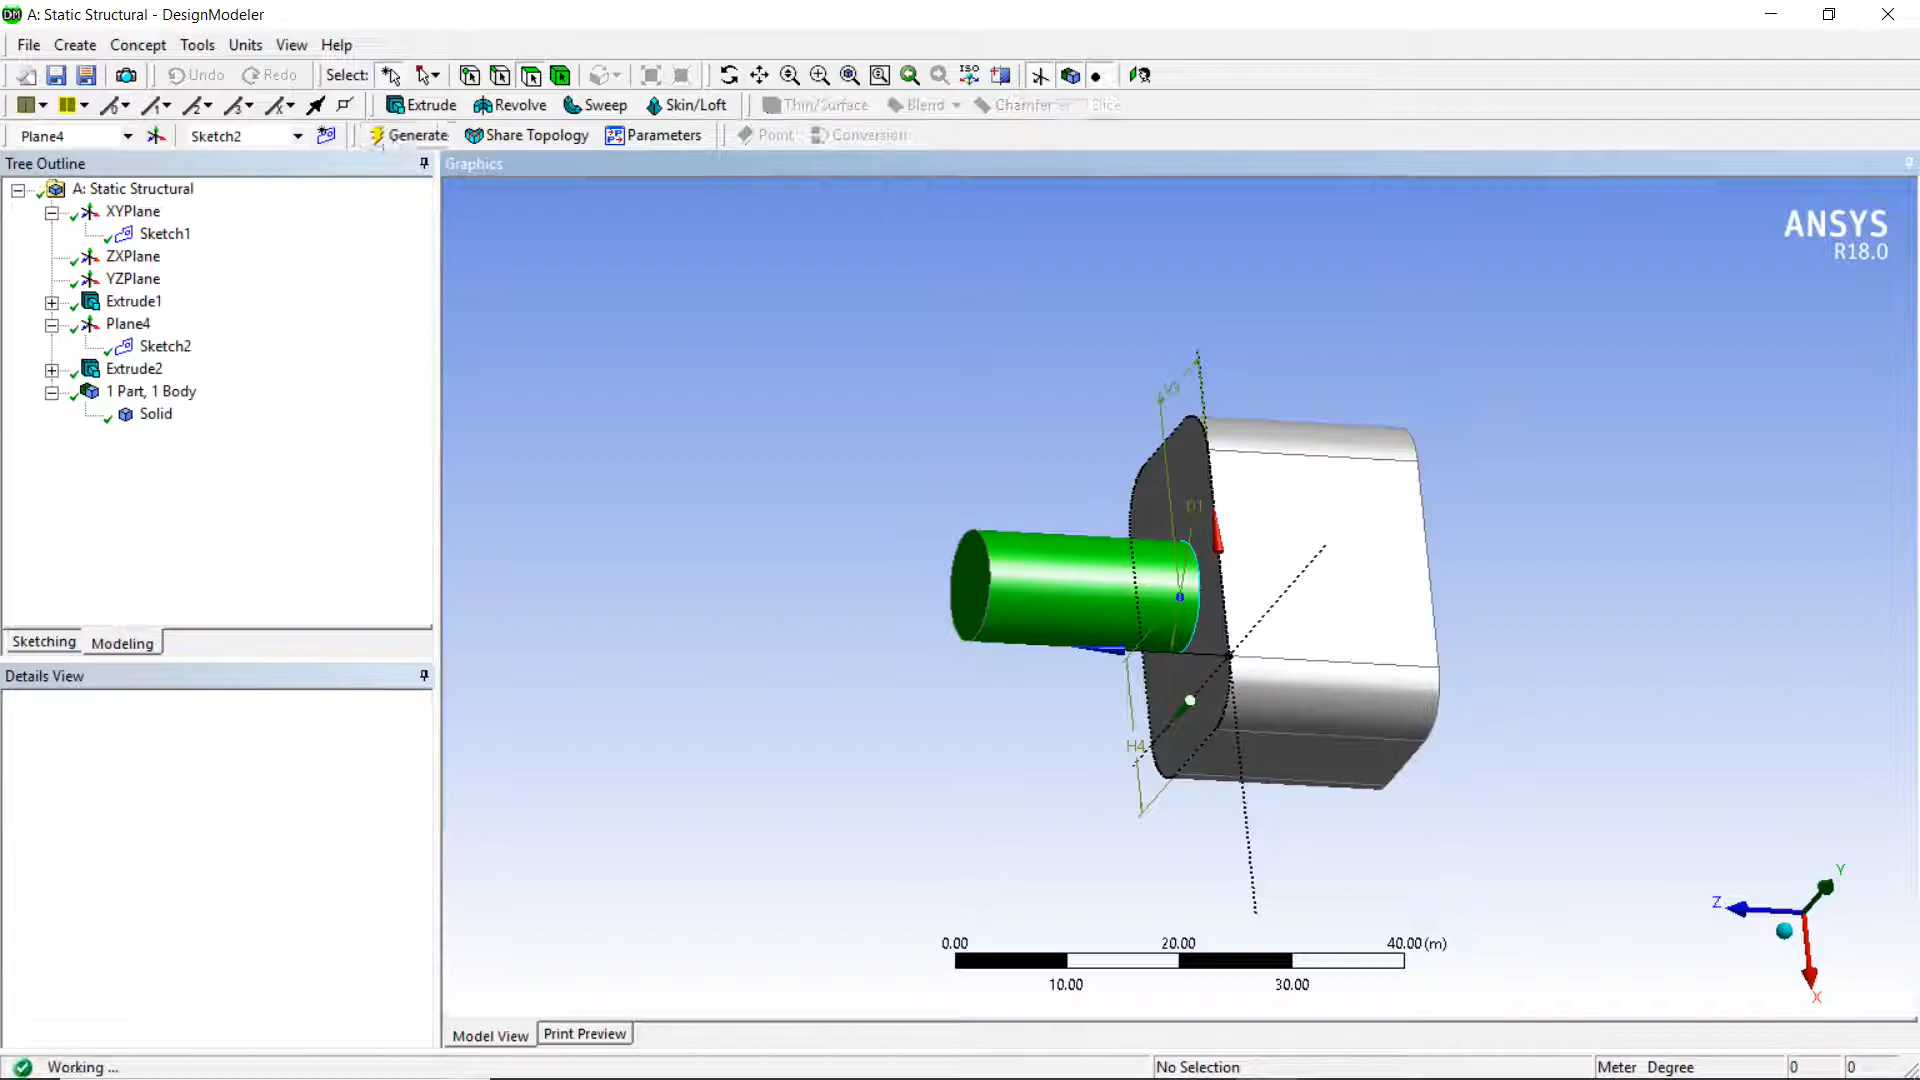 A: Static Structural - DesignModeler
File Create Concept Tools Units View Help
Undo Redo Select: ISO
Extrude Revolve Sweep Skin/Loft Thin/Surface Blend Chamfer Slice
Plane4 Sketch2 Generate Share Topology Parameters Point Conversion
Tree Outline
A: Static Structural
XYPlane
Sketch1
ZXPlane
YZPlane
Extrude1
Plane4
Sketch2
Extrude2
1 Part, 1 Body
Solid
Sketching Modeling
Details View
Graphics
ANSYS
R18.0
V3
D1
H4
Y
Z
X
0.00 20.00 40.00 (m)
10.00 30.00
Model View Print Preview
Working ... No Selection Meter Degree 0 0